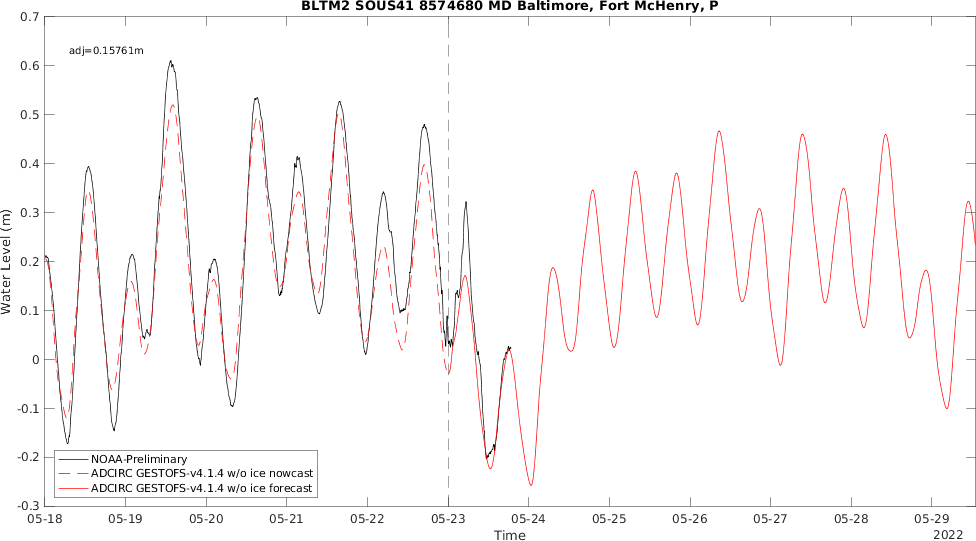 BLTM2 SOUS41 8574680 MD Baltimore, Fort McHenry, P
adj=0.15761m
0.7
0.6
0.5
0.4
0.3
0.2
0.1
0
-0.1
-0.2
-0.3
Water Level (m)
NOAA-Preliminary
ADCIRC GESTOFS-v4.1.4 w/o ice nowcast
ADCIRC GESTOFS-v4.1.4 w/o ice forecast
05-18 05-19 05-20 05-21 05-22 05-23 05-24 05-25 05-26 05-27 05-28 05-29
Time
2022